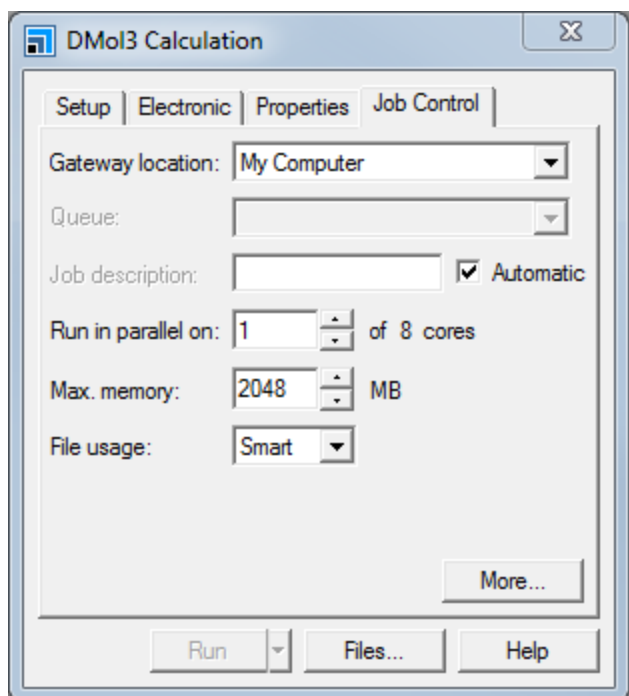 DMol3 Calculation
Setup Electronic Properties Job Control
Gateway location: My Computer
Queue:
Job description: Automatic
Run in parallel on: 1 of 8 cores
Max. memory: 2048 MB
File usage: Smart
More...
Run Files... Help